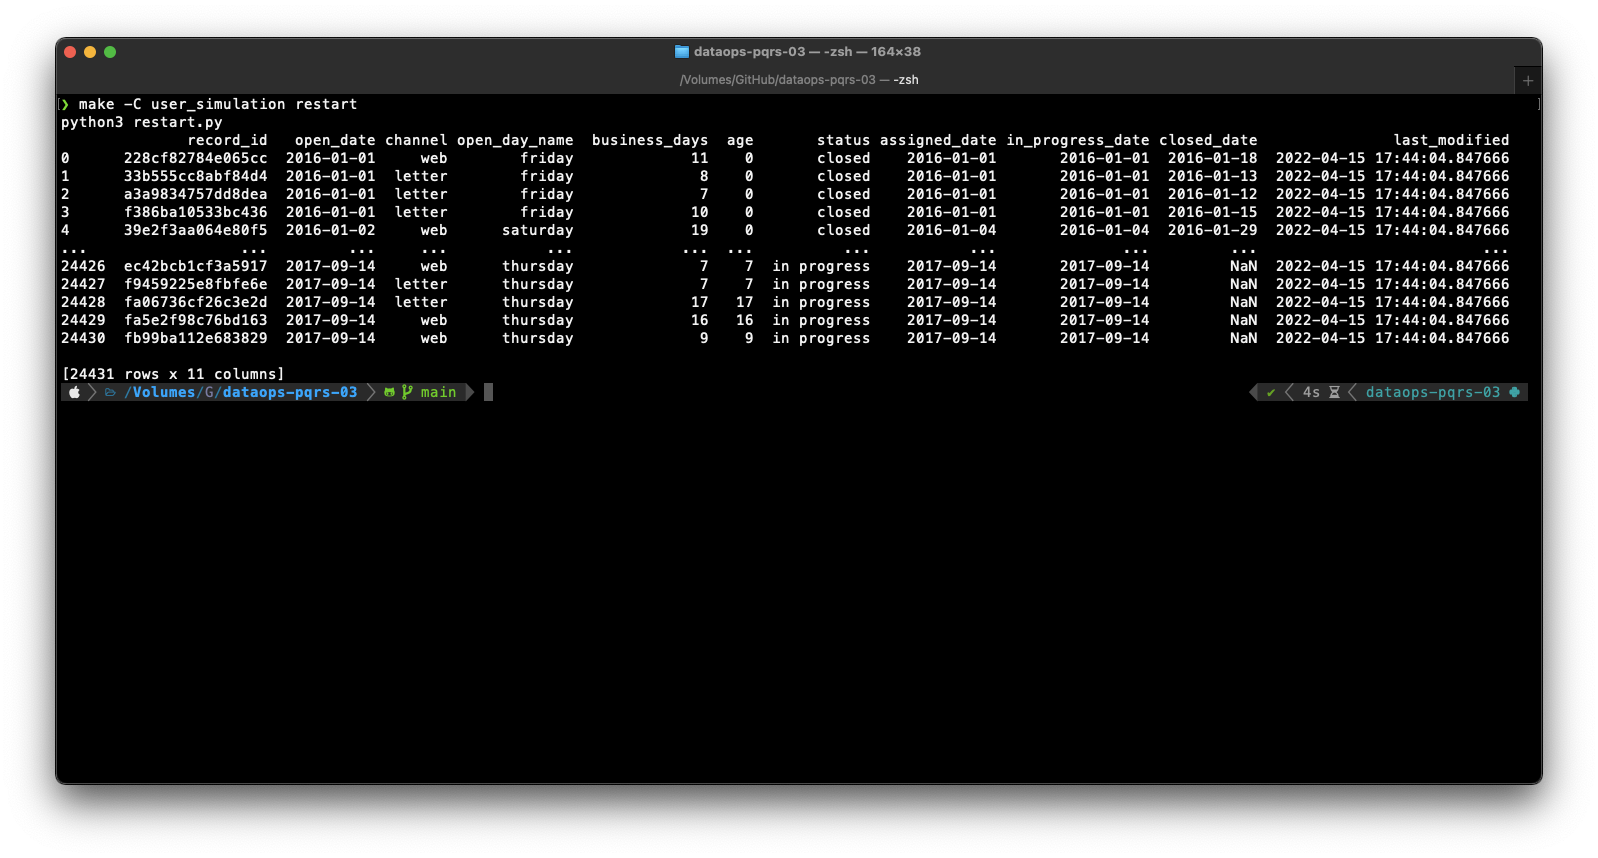 dataops-pqrs-03 — -zsh — 164×38
/Volumes/GitHub/dataops-pqrs-03 — -zsh +
[❯ make -C user_simulation restart ]
python3 restart.py
record_id open_date channel open_day_name business_days age status assigned_date in_progress_date closed_date last_modified
0 228cf82784e065cc 2016-01-01 web friday 11 0 closed 2016-01-01 2016-01-01 2016-01-18 2022-04-15 17:44:04.847666
1 33b555cc8abf84d4 2016-01-01 letter friday 8 0 closed 2016-01-01 2016-01-01 2016-01-13 2022-04-15 17:44:04.847666
2 a3a9834757dd8dea 2016-01-01 letter friday 7 0 closed 2016-01-01 2016-01-01 2016-01-12 2022-04-15 17:44:04.847666
3 f386ba10533bc436 2016-01-01 letter friday 10 0 closed 2016-01-01 2016-01-01 2016-01-15 2022-04-15 17:44:04.847666
4 39e2f3aa064e80f5 2016-01-02 web saturday 19 0 closed 2016-01-04 2016-01-04 2016-01-29 2022-04-15 17:44:04.847666
... ... ... ... ... ... ... ... ... ... ... ...
24426 ec42bcb1cf3a5917 2017-09-14 web thursday 7 7 in progress 2017-09-14 2017-09-14 NaN 2022-04-15 17:44:04.847666
24427 f9459225e8fbfe6e 2017-09-14 letter thursday 7 7 in progress 2017-09-14 2017-09-14 NaN 2022-04-15 17:44:04.847666
24428 fa06736cf26c3e2d 2017-09-14 letter thursday 17 17 in progress 2017-09-14 2017-09-14 NaN 2022-04-15 17:44:04.847666
24429 fa5e2f98c76bd163 2017-09-14 web thursday 16 16 in progress 2017-09-14 2017-09-14 NaN 2022-04-15 17:44:04.847666
24430 fb99ba112e683829 2017-09-14 web thursday 9 9 in progress 2017-09-14 2017-09-14 NaN 2022-04-15 17:44:04.847666
[24431 rows x 11 columns]
/Volumes/G/dataops-pqrs-03 main ✔ 4s dataops-pqrs-03